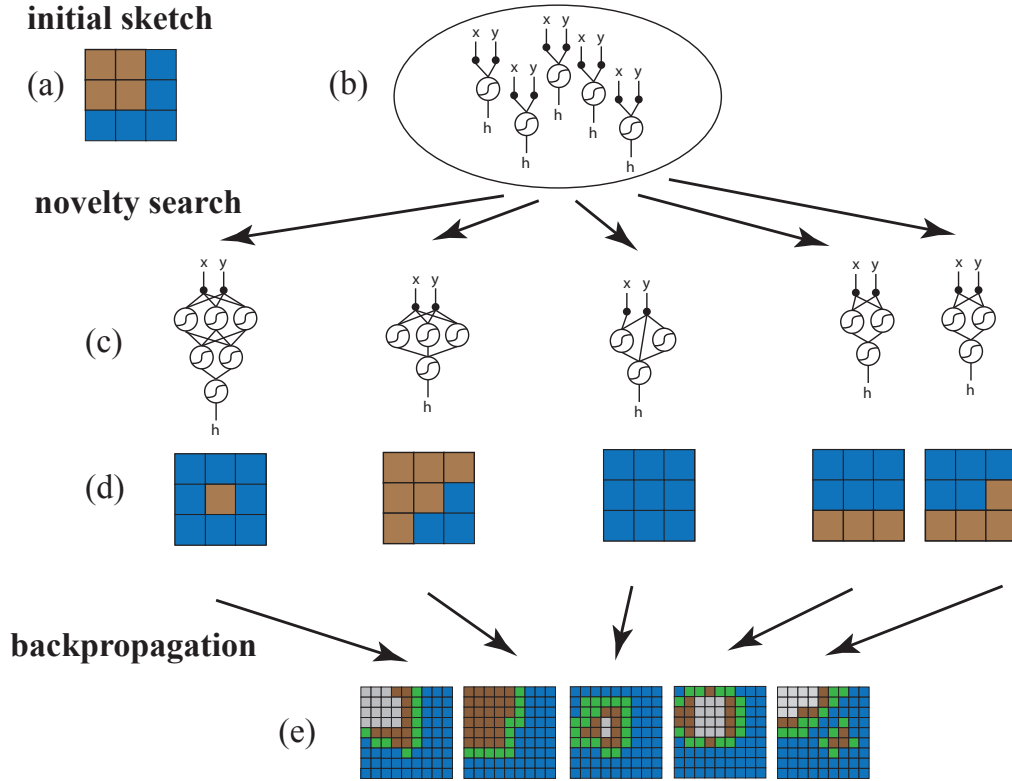 initial sketch
(a)
(b)
x y
x y
x y
x y
x y
h
h
h
h
h
novelty search
x y
x y
x y
x y
x y
(c)
h
h
h
h
h
(d)
backpropagation
(e)